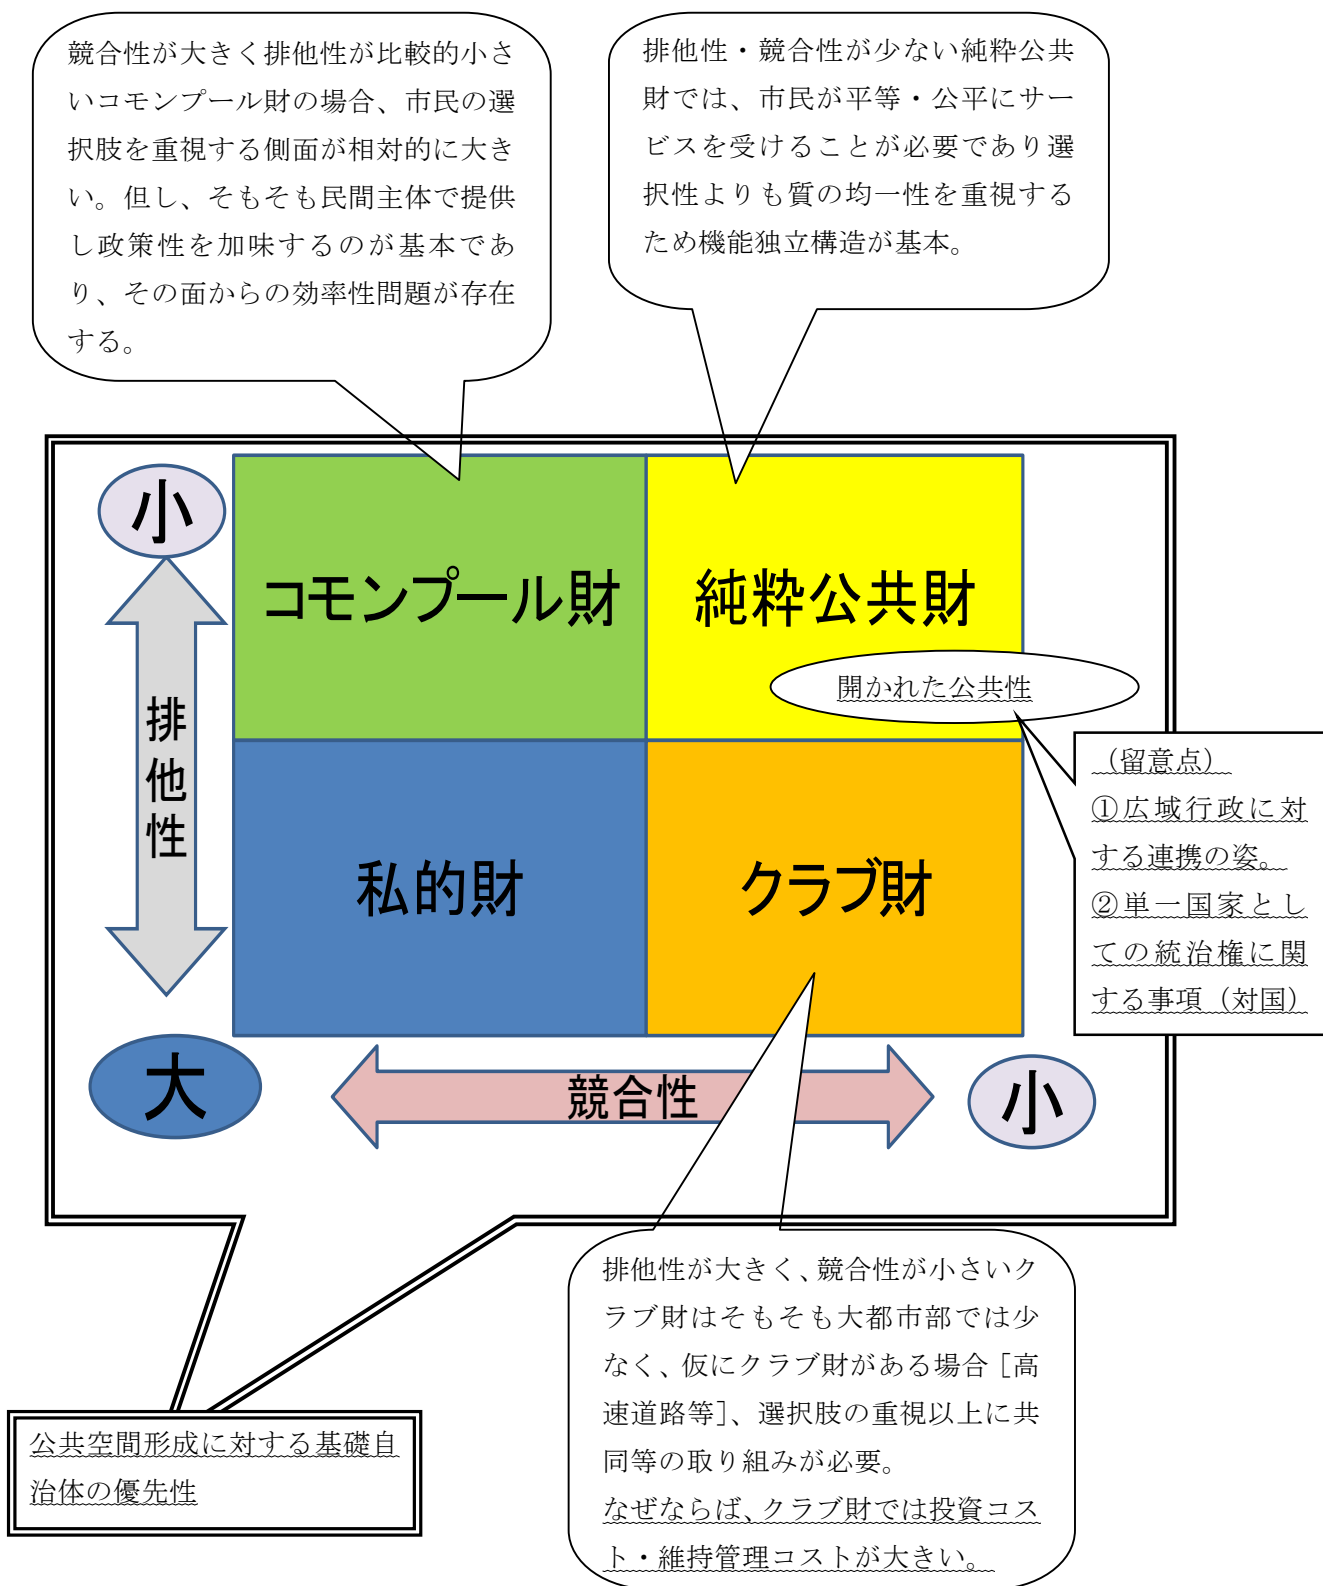 競合性が大きく排他性が比較的小さ
いコモンプール財の場合、市民の選
択肢を重視する側面が相対的に大き
い。但し、そもそも民間主体で提供
し政策性を加味するのが基本であ
り、その面からの効率性問題が存在
する。
排他性・競合性が少ない純粋公共
財では、市民が平等・公平にサー
ビスを受けることが必要であり選
択性よりも質の均一性を重視する
ため機能独立構造が基本。
小
コモンプール財
純粋公共財
開かれた公共性
排他性
（留意点）
①広域行政に対
する連携の姿。
②単一国家とし
ての統治権に関
する事項（対国）
私的財
クラブ財
大
競合性
小
排他性が大きく、競合性が小さいク
ラブ財はそもそも大都市部では少
なく、仮にクラブ財がある場合［高
速道路等］、選択肢の重視以上に共
同等の取り組みが必要。
なぜならば、クラブ財では投資コス
ト・維持管理コストが大きい。
公共空間形成に対する基礎自
治体の優先性